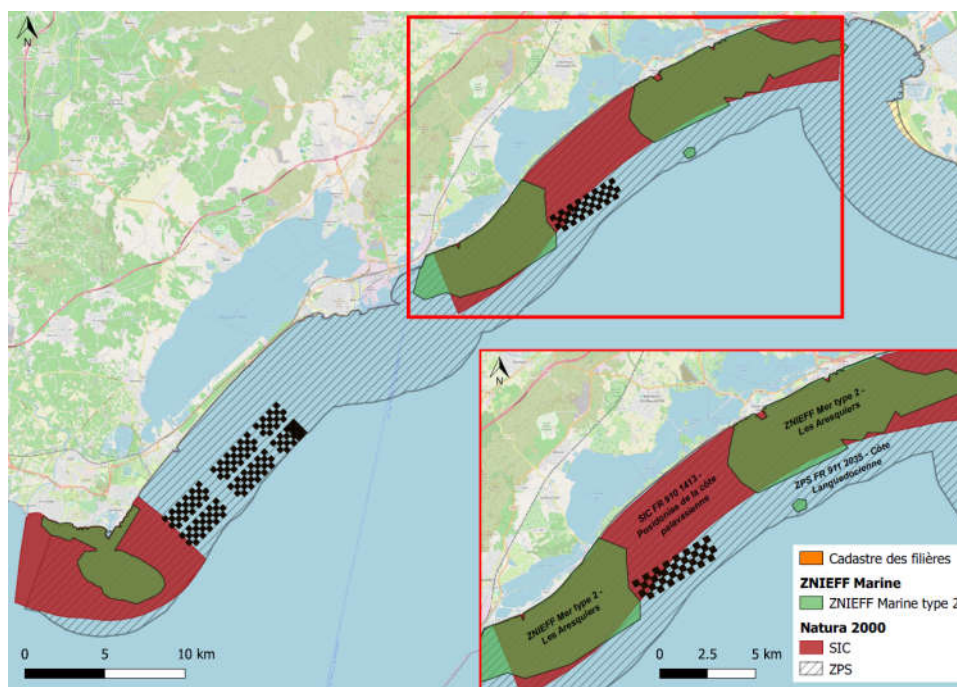 N
0 5 10 km
N
ZNIEFF Mer type 2 -
Les Aresquiers
ZPS FR 911 2035 - Côte
Languedocienne
SIC FR 910 1413 -
Posidonies de la côte
palavasienne
ZNIEFF Mer type 2 -
Les Aresquiers
0 2.5 5 km
Cadastre des filières
ZNIEFF Marine
ZNIEFF Marine type 2
Natura 2000
SIC
ZPS